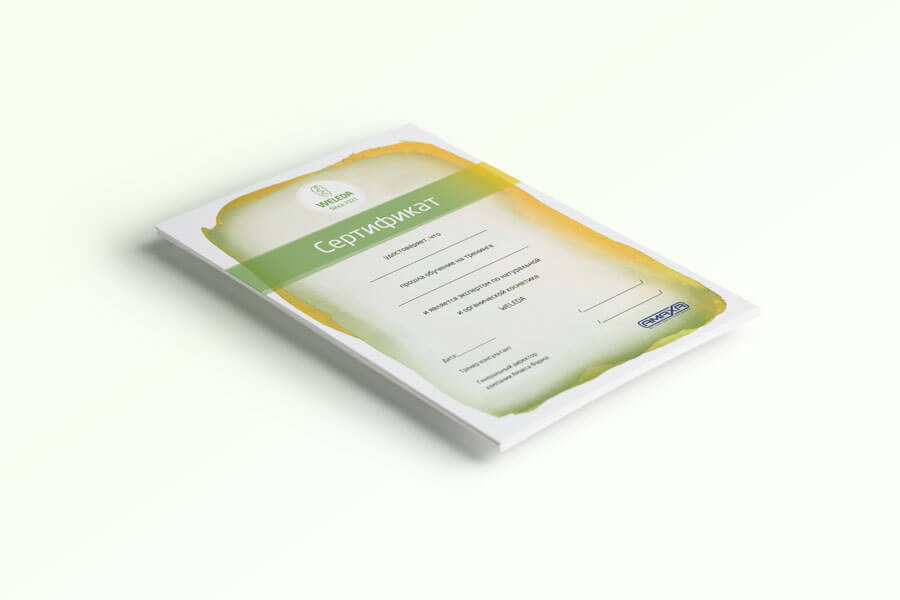 WELEDA
Since 1921
Сертификат
удостоверяет, что
прошла обучение на тренинге
и является экспертом по натуральной
и органической косметике
WELEDA
Дата:
Тренер-консультант
Генеральный директор
компании Амакса Фарма
AMAXA